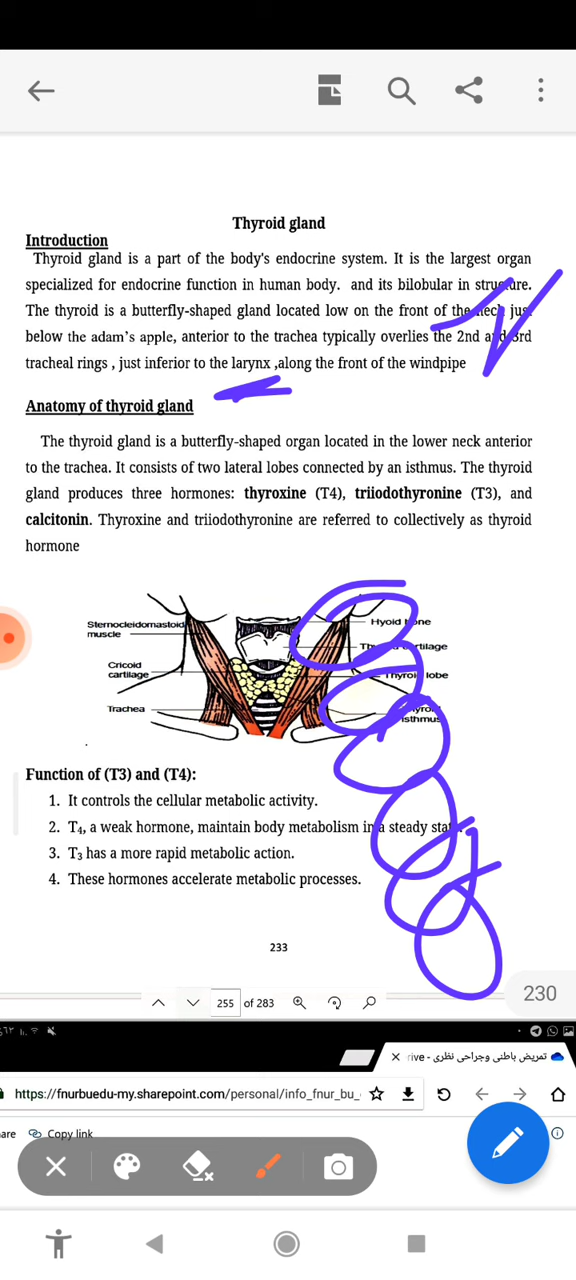 Thyroid gland
Introduction
Thyroid gland is a part of the body's endocrine system. It is the largest organ
specialized for endocrine function in human body. and its bilobular in structure.
The thyroid is a butterfly-shaped gland located low on the front of the neck just
below the adam's apple, anterior to the trachea typically overlies the 2nd and 3rd
tracheal rings , just inferior to the larynx ,along the front of the windpipe
Anatomy of thyroid gland
The thyroid gland is a butterfly-shaped organ located in the lower neck anterior
to the trachea. It consists of two lateral lobes connected by an isthmus. The thyroid
gland produces three hormones: thyroxine (T4), triiodothyronine (T3), and
calcitonin. Thyroxine and triiodothyronine are referred to collectively as thyroid
hormone
Sternocleidomastoid
muscle
Cricoid
cartilage
Trachea
Hyoid bone
Thyroid cartilage
Thyroid lobe
Thyroid
isthmus
Function of (T3) and (T4):
1. It controls the cellular metabolic activity.
2. T4, a weak hormone, maintain body metabolism in a steady state.
3. T3 has a more rapid metabolic action.
4. These hormones accelerate metabolic processes.
233
255 of 283
230
تمريض باطنى وجراحى نظرى - rive
https://fnurbuedu-my.sharepoint.com/personal/info_fnur_bu_
are Copy link